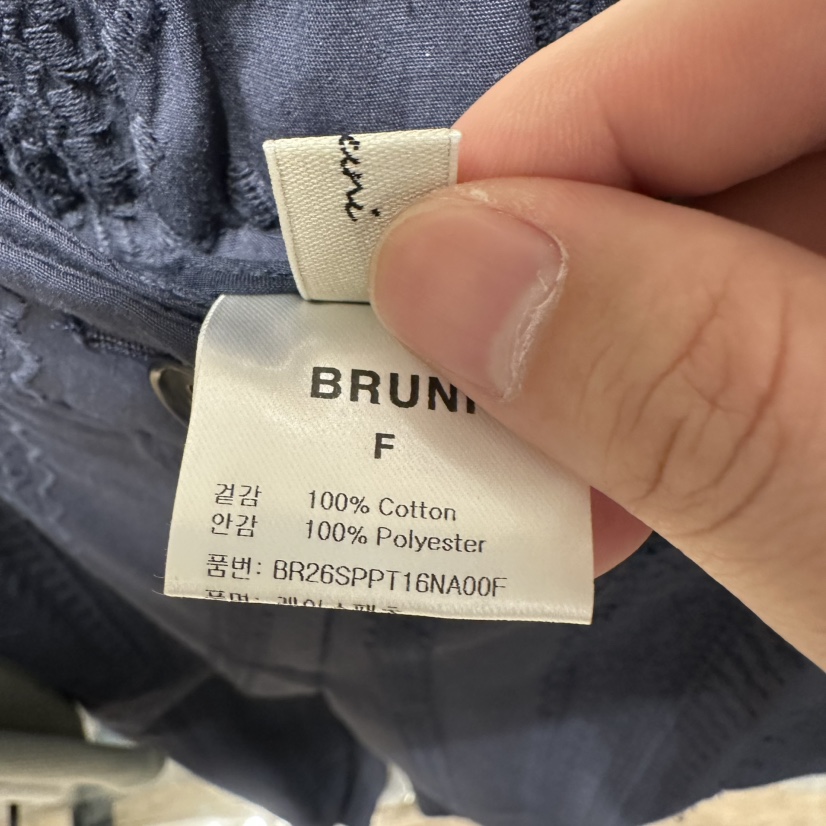 BRUNI
F
겉감 100% Cotton
안감 100% Polyester
품번: BR26SPPT16NA00F